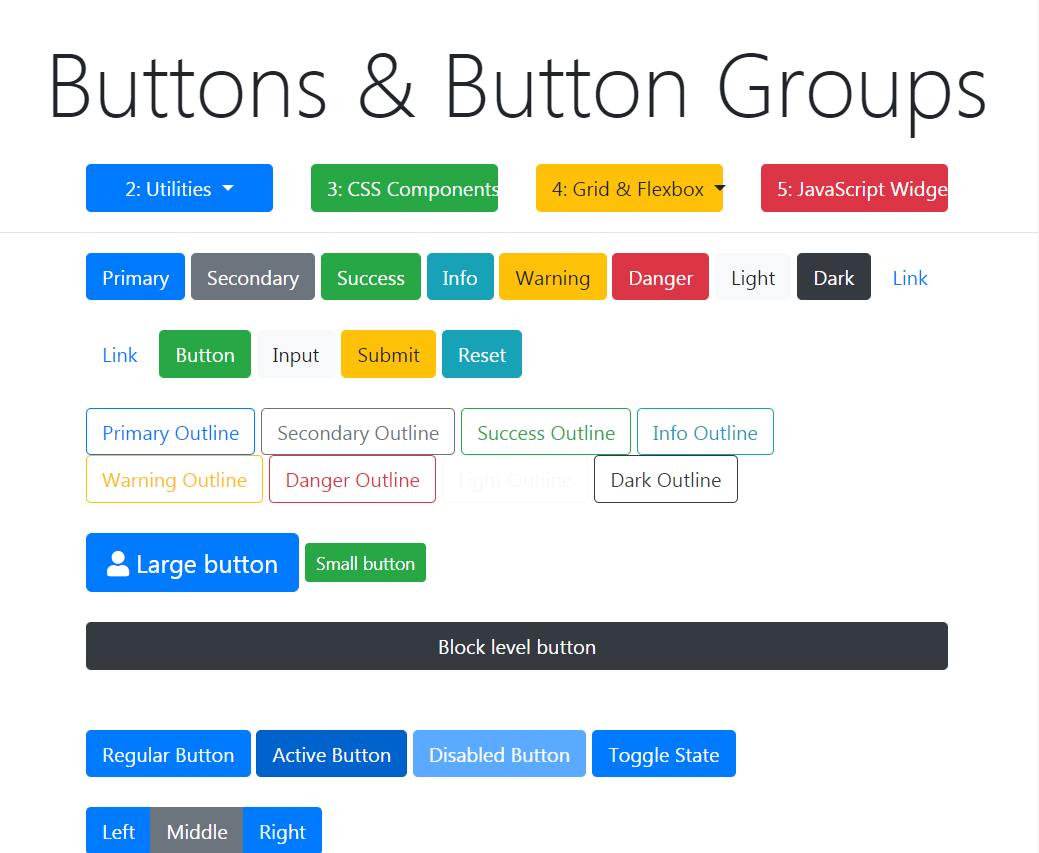 Buttons & Button Groups
2: Utilities 3: CSS Components 4: Grid & Flexbox 5: JavaScript Widge
Primary Secondary Success Info Warning Danger Light Dark Link
Link Button Input Submit Reset
Primary Outline Secondary Outline Success Outline Info Outline
Warning Outline Danger Outline Light Outline Dark Outline
Large button Small button
Block level button
Regular Button Active Button Disabled Button Toggle State
Left Middle Right